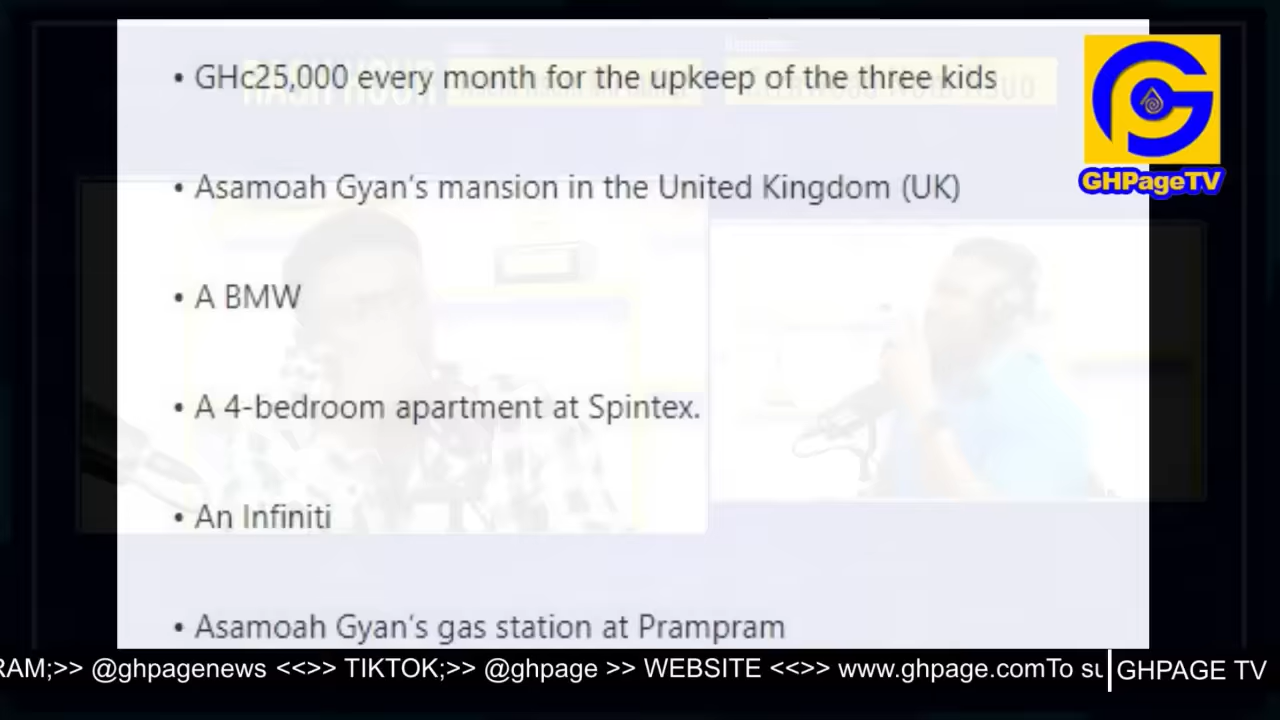 • GHc25,000 every month for the upkeep of the three kids
GHPageTV
• Asamoah Gyan's mansion in the United Kingdom (UK)
• A BMW
• A 4-bedroom apartment at Spintex.
• An Infiniti
• Asamoah Gyan's gas station at Prampram
RAM;>> @ghpagenews <<>> TIKTOK;>> @ghpage >> WEBSITE <<>> www.ghpage.comTo su
GHPAGE TV